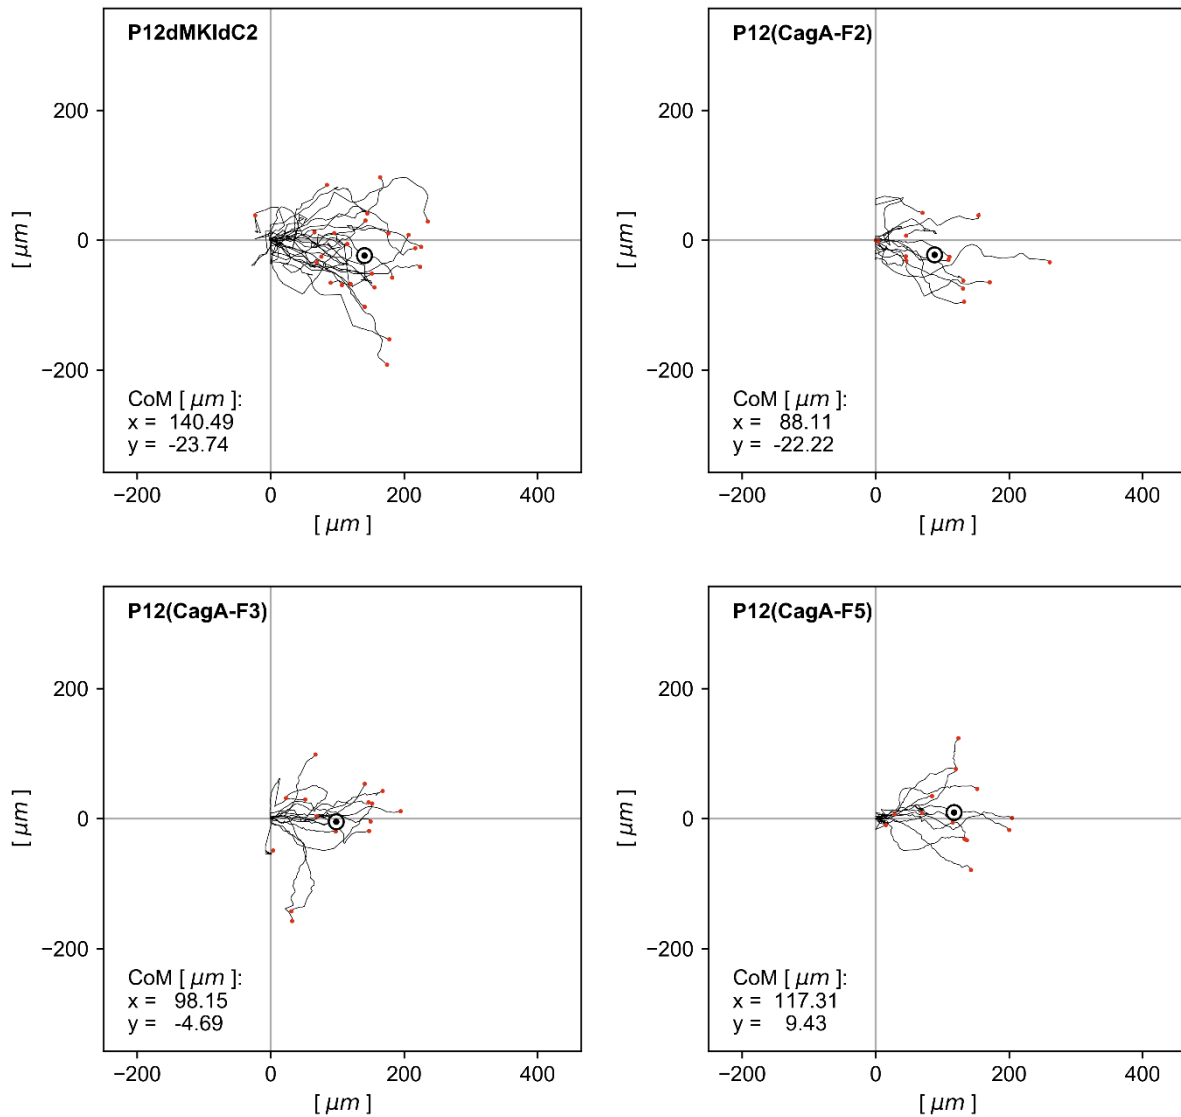 P12dMKIdC2
[ µm ]
200
0
−200
CoM [ µm ]:
x = 140.49
y = -23.74
−200 0 200 400
[ µm ]
P12(CagA-F2)
[ µm ]
200
0
−200
CoM [ µm ]:
x = 88.11
y = -22.22
−200 0 200 400
[ µm ]
P12(CagA-F3)
[ µm ]
200
0
−200
CoM [ µm ]:
x = 98.15
y = -4.69
−200 0 200 400
[ µm ]
P12(CagA-F5)
[ µm ]
200
0
−200
CoM [ µm ]:
x = 117.31
y = 9.43
−200 0 200 400
[ µm ]